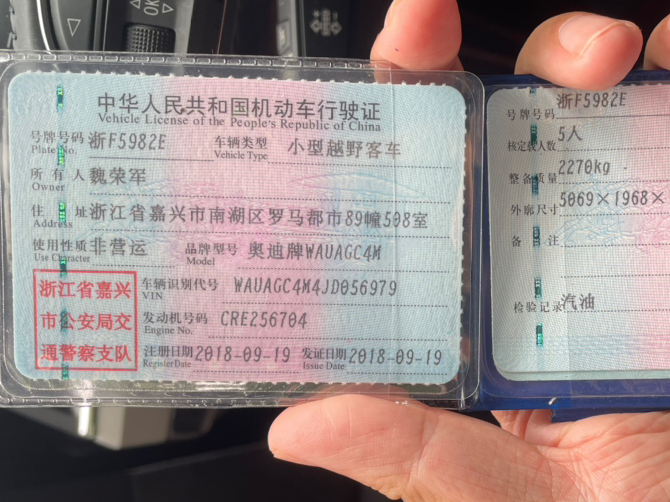 OK
中华人民共和国机动车行驶证
Vehicle License of the People's Republic of China
号牌号码 浙F5982E 车辆类型 小型越野客车
Plate No. Vehicle Type
所有人 魏荣军
Owner
住址 浙江省嘉兴市南湖区罗马都市89幢508室
Address
使用性质 非营运 品牌型号 奥迪牌WAUAGC4M
Use Character Model
浙江省嘉兴
市公安局交
通警察支队
车辆识别代号 WAUAGC4M4JD056979
VIN
发动机号码 CRE256704
Engine No.
注册日期 2018-09-19 发证日期 2018-09-19
Register Date Issue Date
号牌号码 浙F5982E
核定载人数 5人
整备质量 2270kg
外廓尺寸 5069×1968×
备注
检验记录 汽油